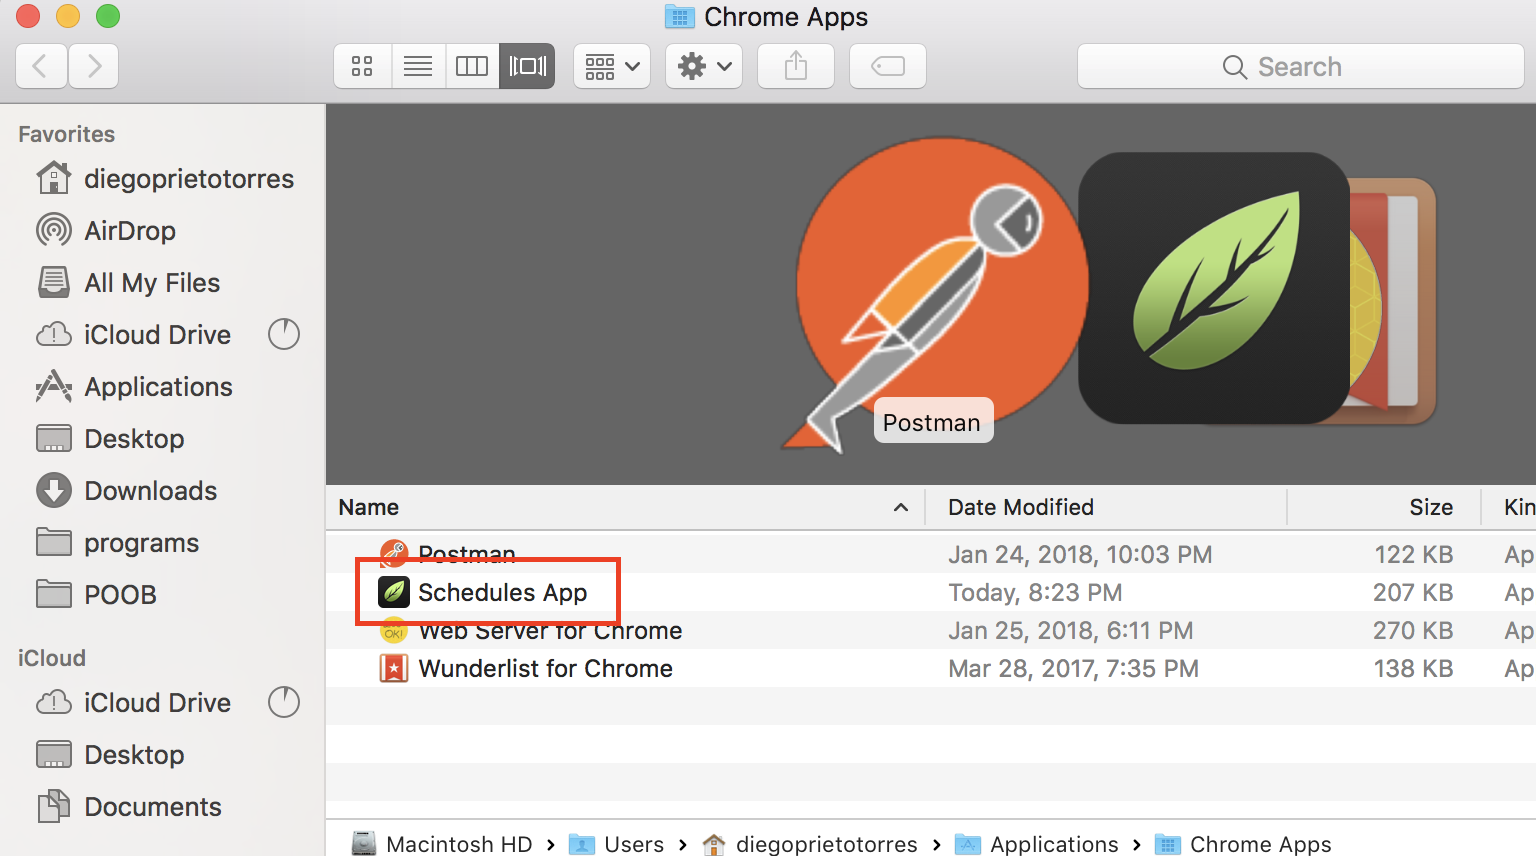 Chrome Apps
Search
Favorites
diegoprietotorres
AirDrop
All My Files
iCloud Drive
Applications
Desktop
Downloads
programs
POOB
iCloud
iCloud Drive
Desktop
Documents
Postman
Name Date Modified Size Kin
Postman Jan 24, 2018, 10:03 PM 122 KB Ap
Schedules App Today, 8:23 PM 207 KB Ap
OK! Web Server for Chrome Jan 25, 2018, 6:11 PM 270 KB Ap
Wunderlist for Chrome Mar 28, 2017, 7:35 PM 138 KB Ap
Macintosh HD › Users › diegoprietotorres › Applications › Chrome Apps